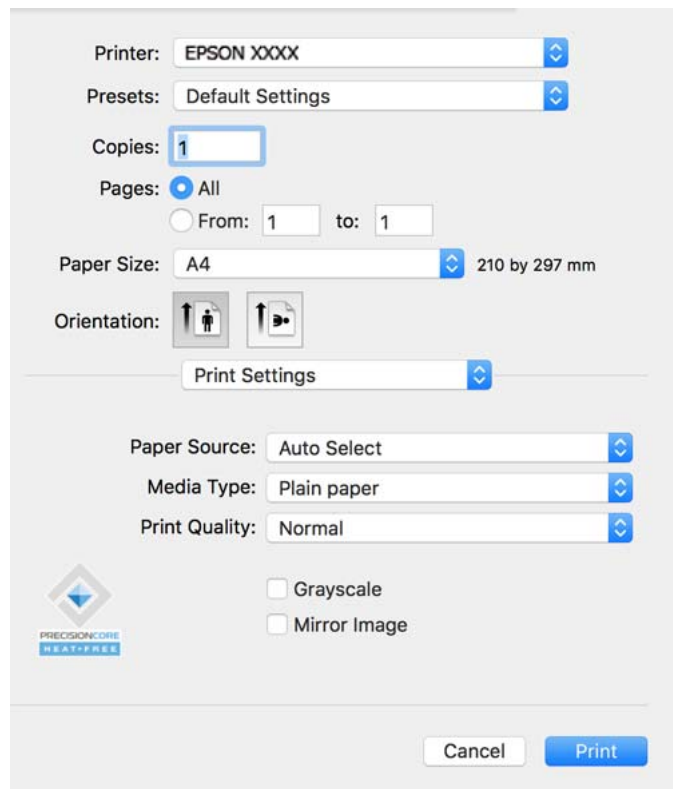 Printer: EPSON XXXX
Presets: Default Settings
Copies: 1
Pages: All
From: 1 to: 1
Paper Size: A4 210 by 297 mm
Orientation:
Print Settings
Paper Source: Auto Select
Media Type: Plain paper
Print Quality: Normal
Grayscale
Mirror Image
PRECISIONCORE
HEAT-FREE
Cancel Print